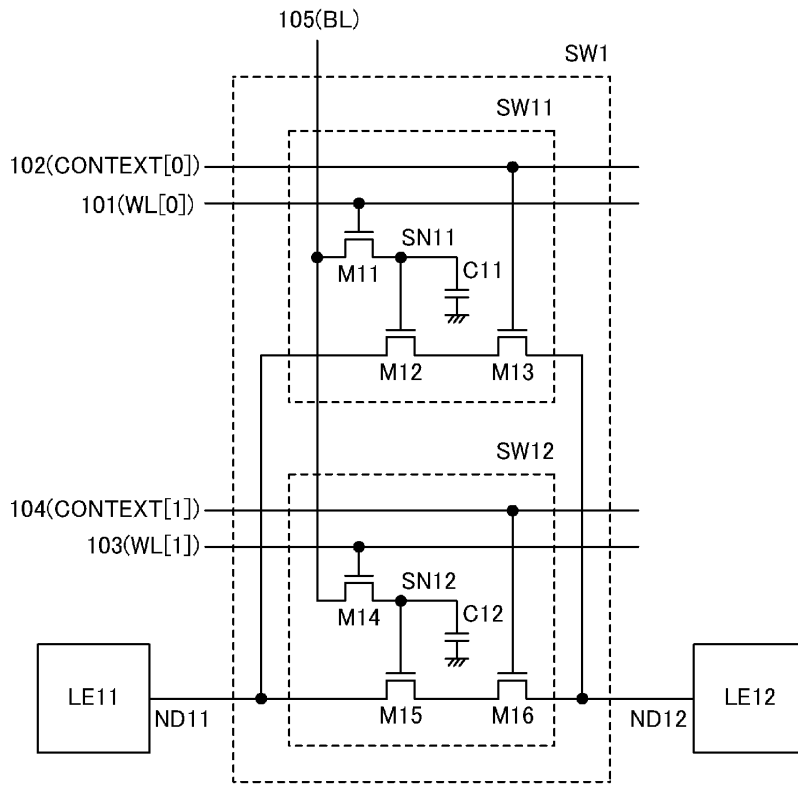 105(BL)
SW1
SW11
102(CONTEXT[0])
101(WL[0])
SN11
M11
C11
M12
M13
SW12
104(CONTEXT[1])
103(WL[1])
SN12
M14
C12
LE11
ND11
M15
M16
ND12
LE12